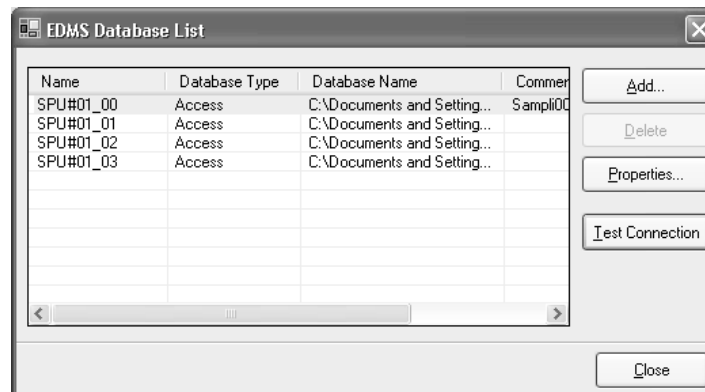 EDMS Database List
Name Database Type Database Name Commer
SPU#01_00 Access C:\Documents and Setting... Sampli00
SPU#01_01 Access C:\Documents and Setting...
SPU#01_02 Access C:\Documents and Setting...
SPU#01_03 Access C:\Documents and Setting...
Add...
Delete
Properties...
Test Connection
Close